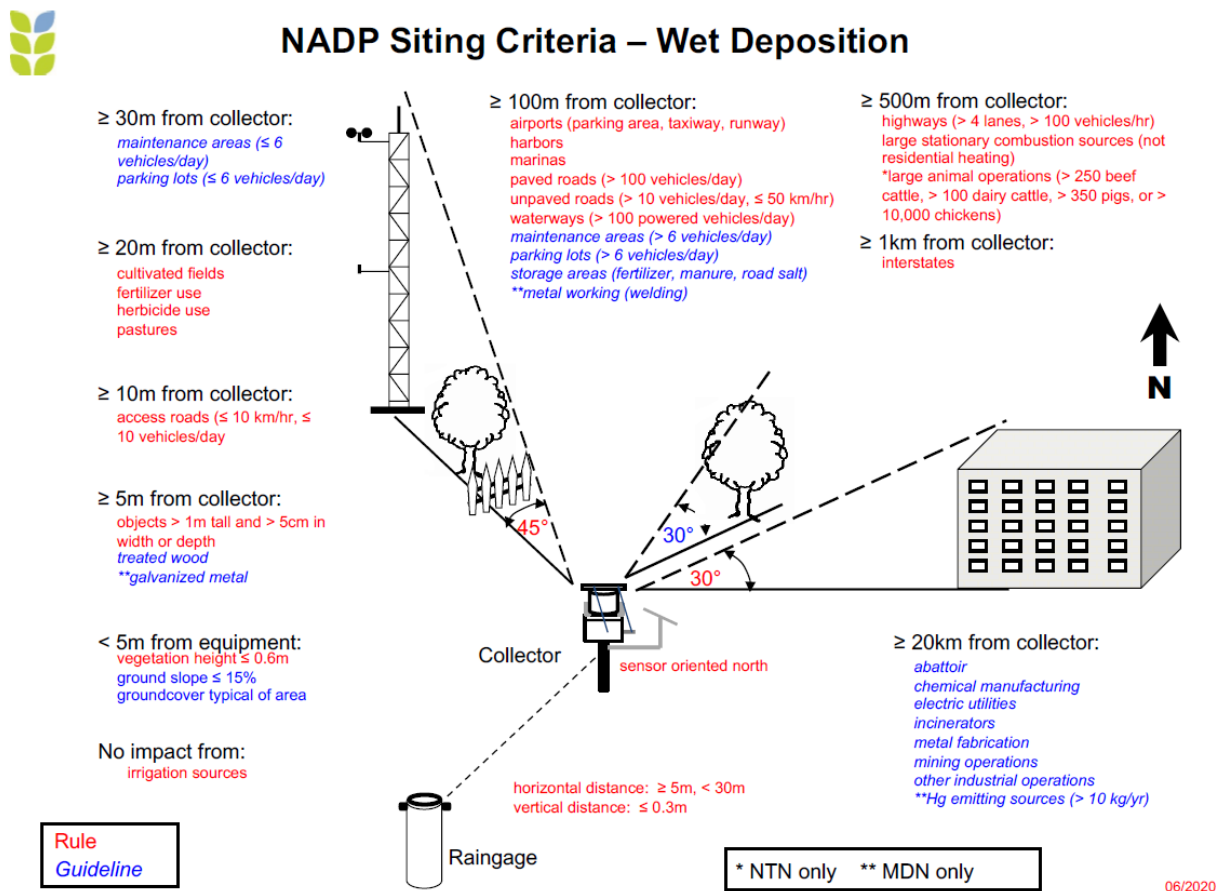 NADP Siting Criteria – Wet Deposition
≥ 30m from collector:
maintenance areas (≤ 6
vehicles/day)
parking lots (≤ 6 vehicles/day)
≥ 20m from collector:
cultivated fields
fertilizer use
herbicide use
pastures
≥ 10m from collector:
access roads (≤ 10 km/hr, ≤
10 vehicles/day
≥ 5m from collector:
objects > 1m tall and > 5cm in
width or depth
treated wood
**galvanized metal
< 5m from equipment:
vegetation height ≤ 0.6m
ground slope ≤ 15%
groundcover typical of area
No impact from:
irrigation sources
≥ 100m from collector:
airports (parking area, taxiway, runway)
harbors
marinas
paved roads (> 100 vehicles/day)
unpaved roads (> 10 vehicles/day, ≤ 50 km/hr)
waterways (> 100 powered vehicles/day)
maintenance areas (> 6 vehicles/day)
parking lots (> 6 vehicles/day)
storage areas (fertilizer, manure, road salt)
**metal working (welding)
≥ 500m from collector:
highways (> 4 lanes, > 100 vehicles/hr)
large stationary combustion sources (not
residential heating)
*large animal operations (> 250 beef
cattle, > 100 dairy cattle, > 350 pigs, or >
10,000 chickens)
≥ 1km from collector:
interstates
N
45°
30°
30°
Collector
sensor oriented north
≥ 20km from collector:
abattoir
chemical manufacturing
electric utilities
incinerators
metal fabrication
mining operations
other industrial operations
**Hg emitting sources (> 10 kg/yr)
horizontal distance: ≥ 5m, < 30m
vertical distance: ≤ 0.3m
Raingage
Rule
Guideline
* NTN only ** MDN only
06/2020